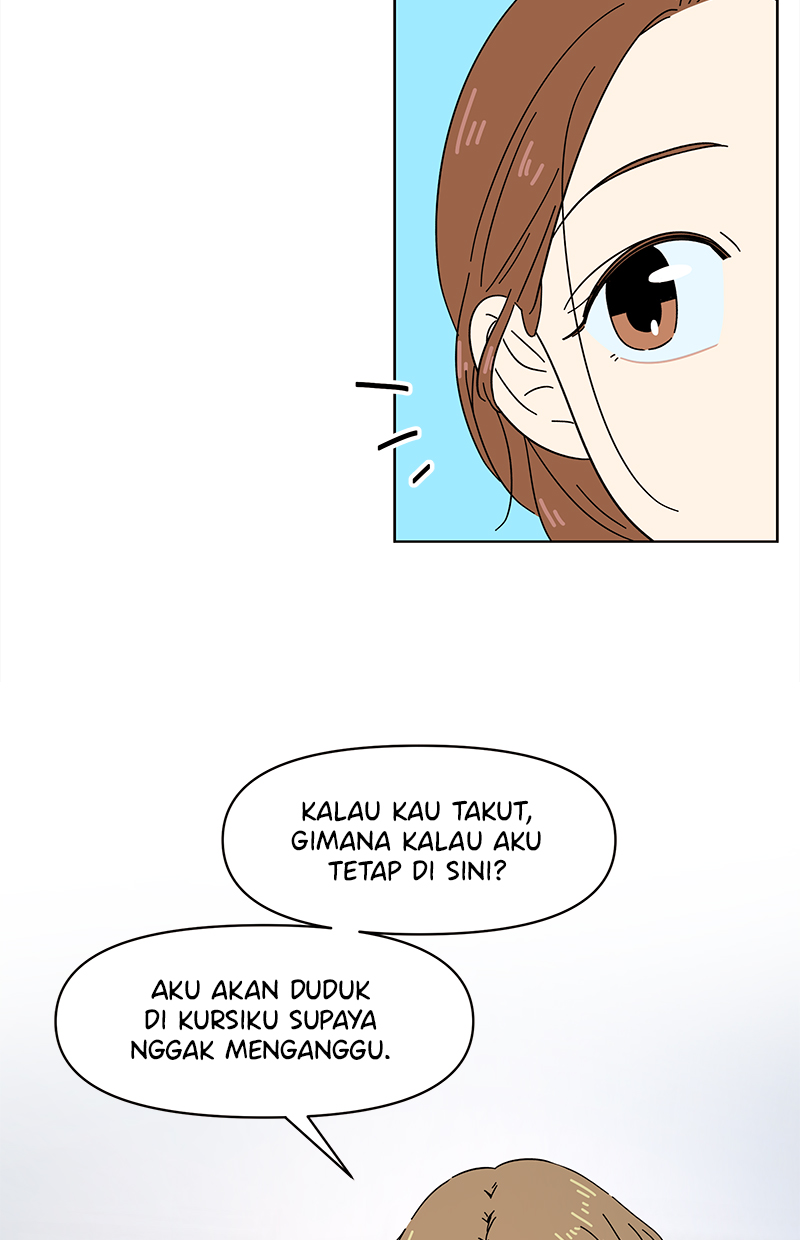 KALAU KAU TAKUT,
GIMANA KALAU AKU
TETAP DI SINI?
AKU AKAN DUDUK
DI KURSIKU SUPAYA
NGGAK MENGANGGU.